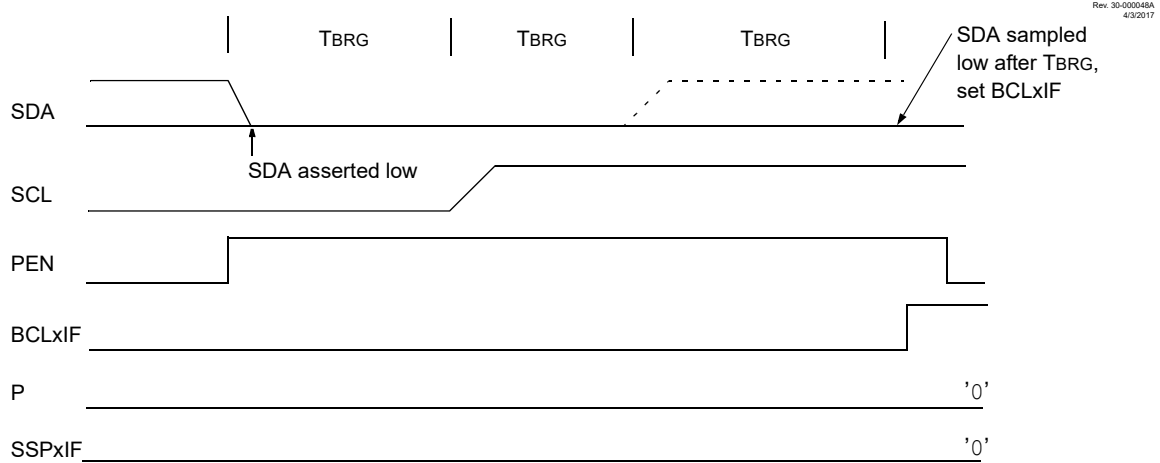 Rev. 30-000048A
4/3/2017
TBRG
TBRG
TBRG
SDA sampled
low after TBRG,
set BCLxIF
SDA
SDA asserted low
SCL
PEN
BCLxIF
P
'0'
SSPxIF
'0'